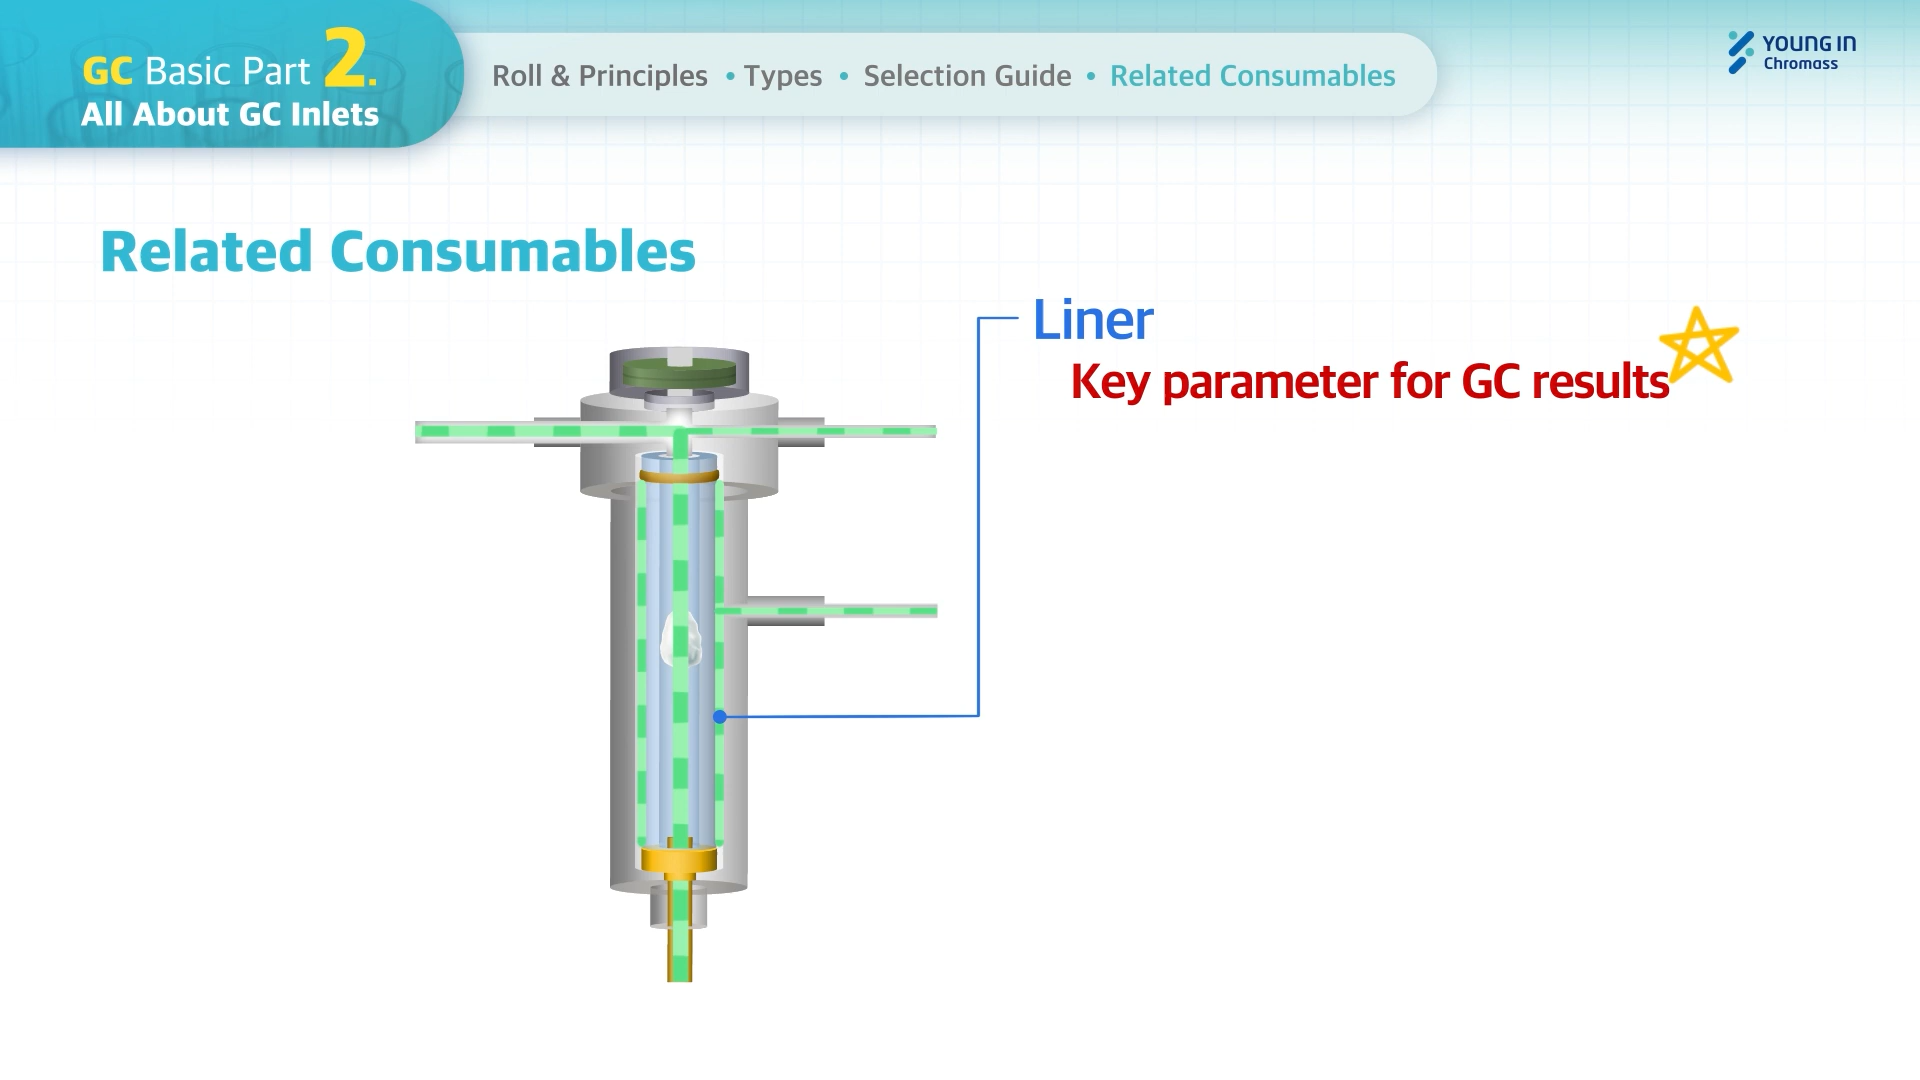 GC Basic Part 2.
All About GC Inlets
Roll & Principles • Types • Selection Guide • Related Consumables
YOUNG IN
Chromass
Related Consumables
Liner
Key parameter for GC results